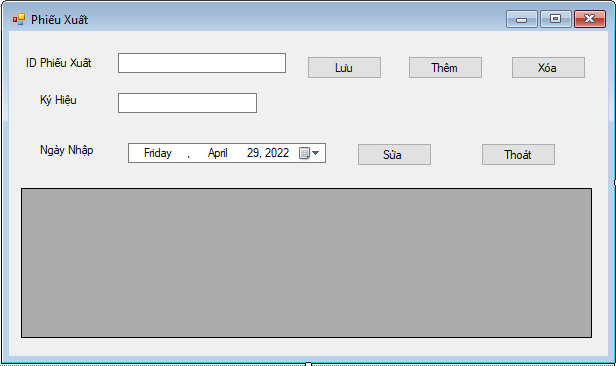 Phiếu Xuất
ID Phiếu Xuất
Lưu
Thêm
Xóa
Ký Hiệu
Ngày Nhập
Friday , April 29, 2022
Sửa
Thoát